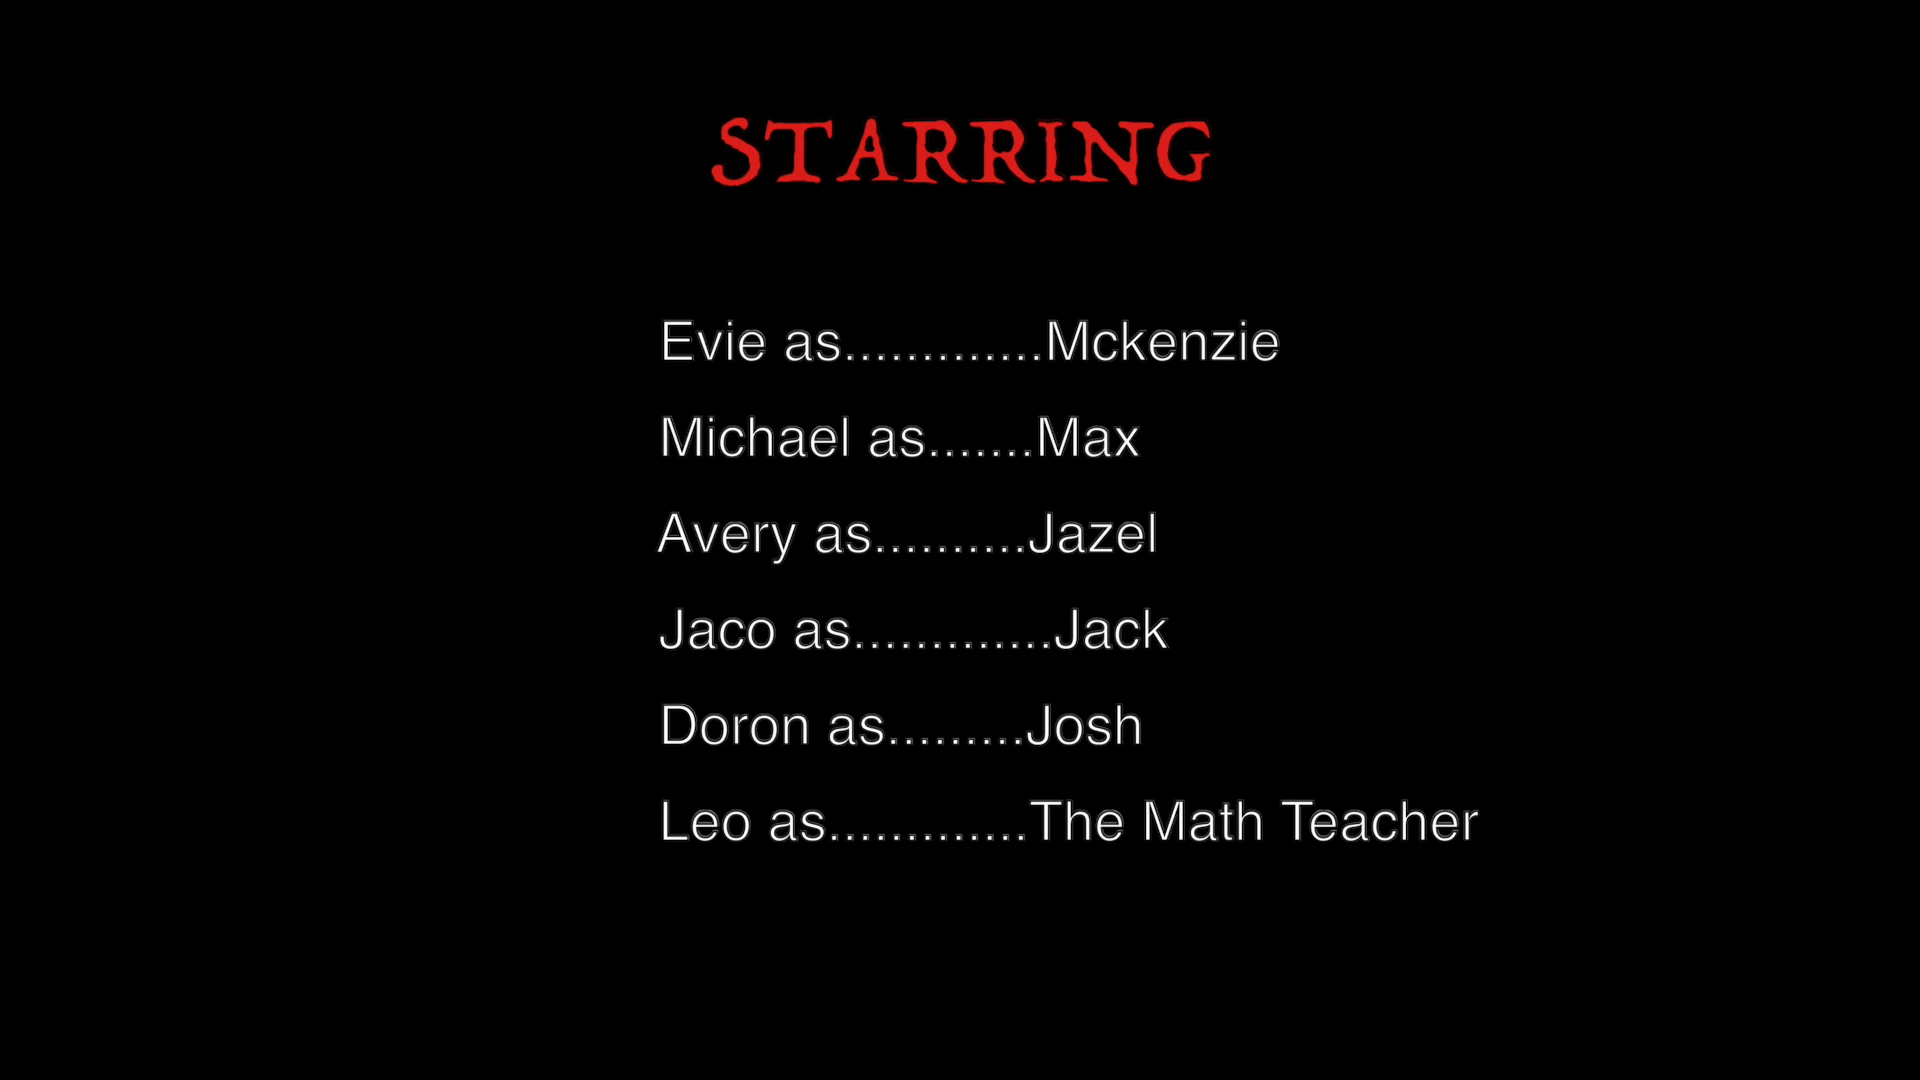 STARRING
Evie as.............Mckenzie
Michael as.......Max
Avery as..........Jazel
Jaco as.............Jack
Doron as.........Josh
Leo as.............The Math Teacher